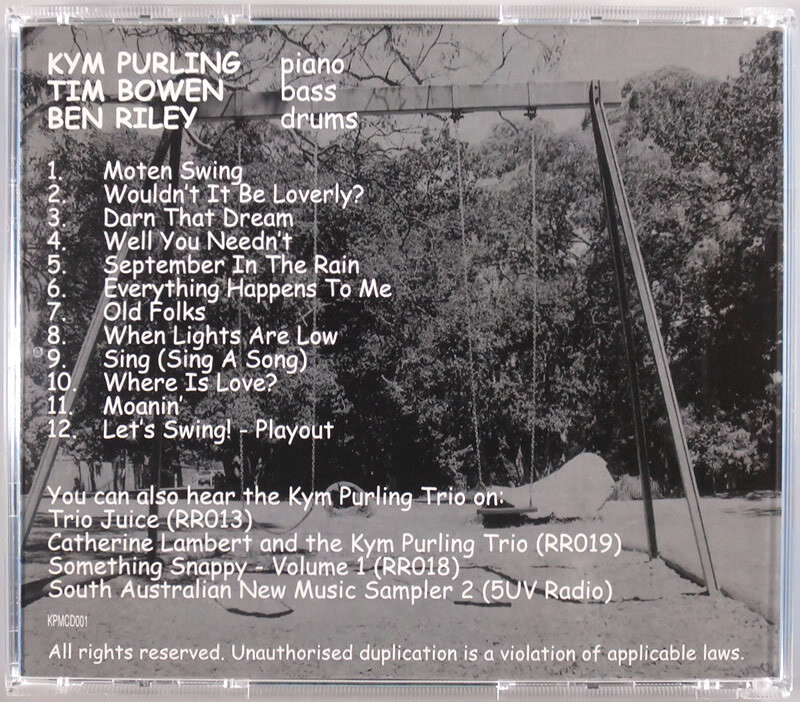 KYM PURLING piano
TIM BOWEN bass
BEN RILEY drums
1. Moten Swing
2. Wouldn't It Be Loverly?
3. Darn That Dream
4. Well You Needn't
5. September In The Rain
6. Everything Happens To Me
7. Old Folks
8. When Lights Are Low
9. Sing (Sing A Song)
10. Where Is Love?
11. Moanin'
12. Let's Swing! - Playout
You can also hear the Kym Purling Trio on:
Trio Juice (RR013)
Catherine Lambert and the Kym Purling Trio (RR019)
Something Snappy - Volume 1 (RR018)
South Australian New Music Sampler 2 (5UV Radio)
KPMCD001
All rights reserved. Unauthorised duplication is a violation of applicable laws.